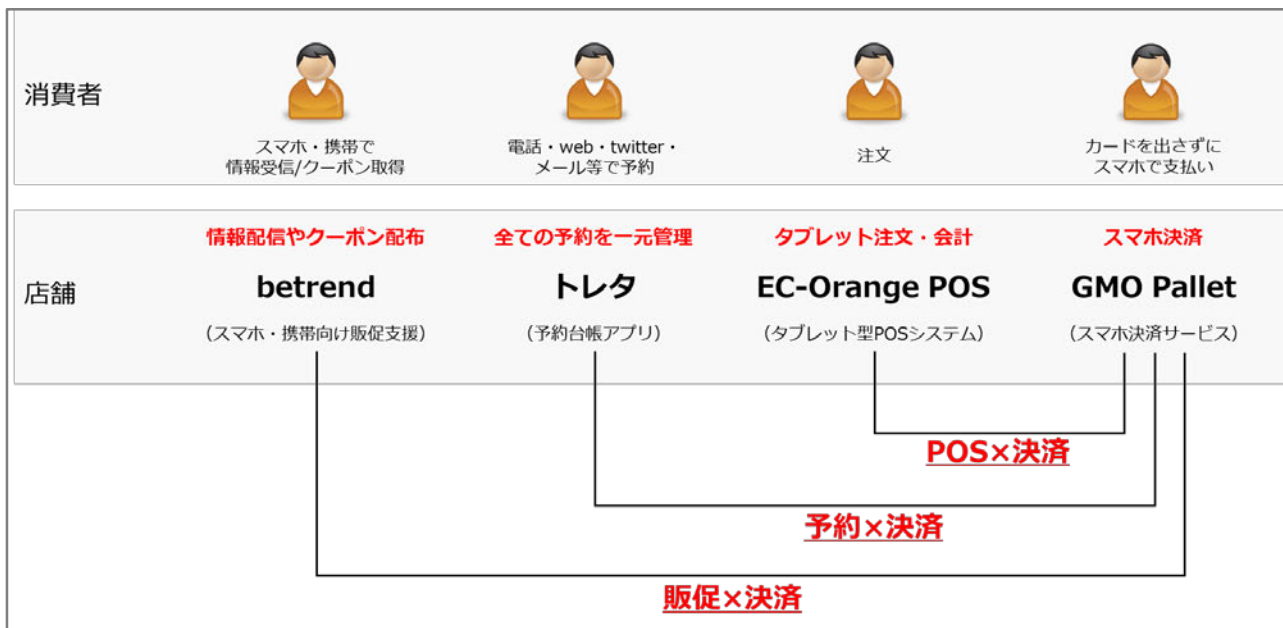 消費者
スマホ・携帯で
情報受信/クーポン取得
電話・web・twitter・
メール等で予約
注文
カードを出さずに
スマホで支払い
店舗
情報配信やクーポン配布
betrend
(スマホ・携帯向け販促支援)
全ての予約を一元管理
トレタ
(予約台帳アプリ)
タブレット注文・会計
EC-Orange POS
(タブレット型POSシステム)
スマホ決済
GMO Pallet
(スマホ決済サービス)
POS×決済
予約×決済
販促×決済